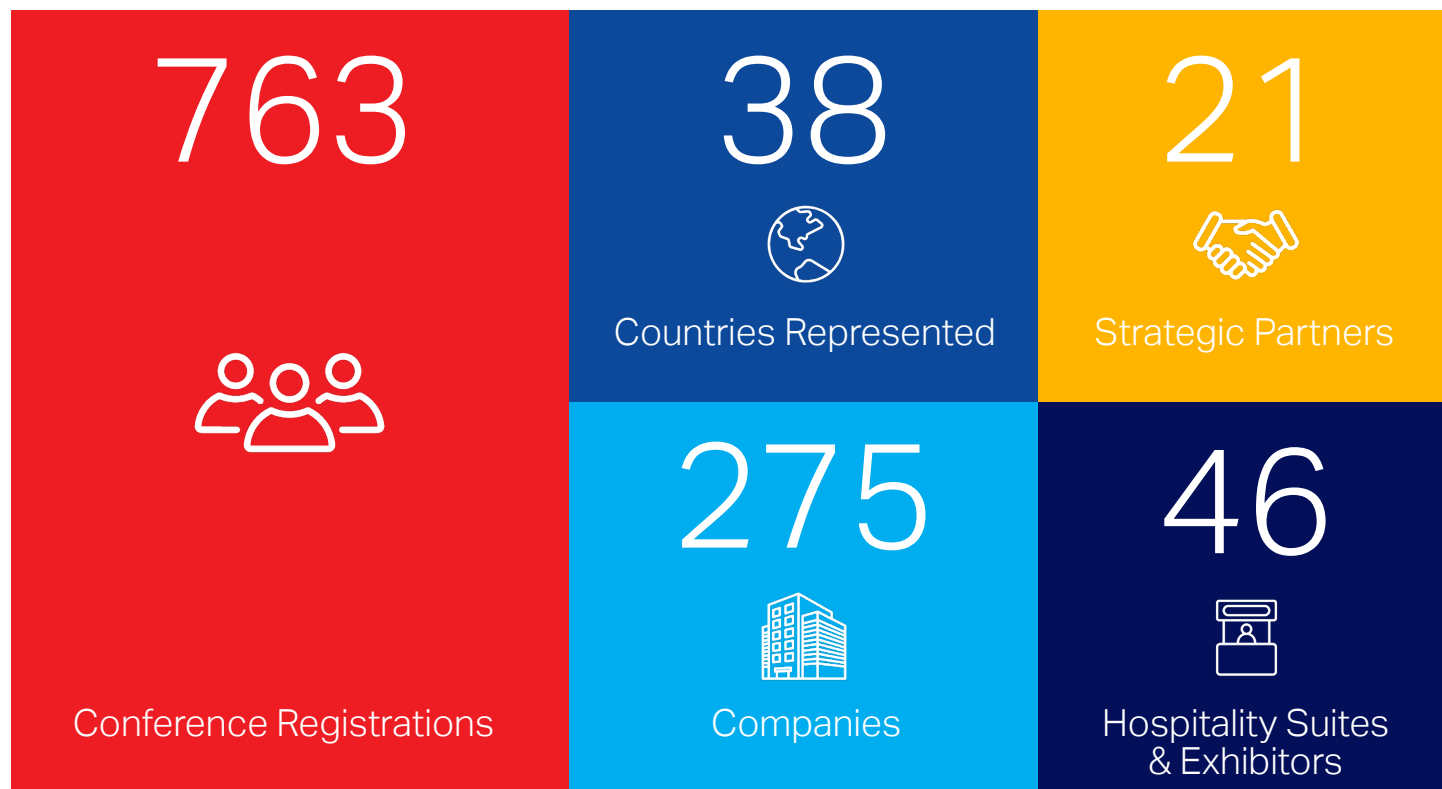 763
Conference Registrations
38
Countries Represented
21
Strategic Partners
275
Companies
46
Hospitality Suites
& Exhibitors